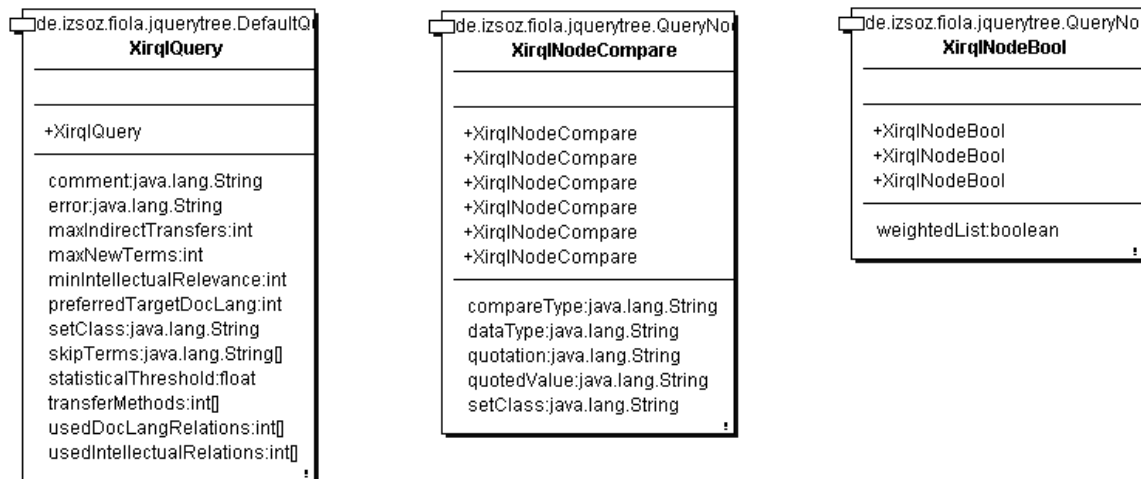 de.izsoz.fiola.jquerytree.DefaultQ
XirqlQuery
+XirqlQuery
comment:java.lang.String
error:java.lang.String
maxIndirectTransfers:int
maxNewTerms:int
minIntellectualRelevance:int
preferredTargetDocLang:int
setClass:java.lang.String
skipTerms:java.lang.String[]
statisticalThreshold:float
transferMethods:int[]
usedDocLangRelations:int[]
usedIntellectualRelations:int[]
!
de.izsoz.fiola.jquerytree.QueryNo
XirqlNodeCompare
+XirqlNodeCompare
+XirqlNodeCompare
+XirqlNodeCompare
+XirqlNodeCompare
+XirqlNodeCompare
+XirqlNodeCompare
compareType:java.lang.String
dataType:java.lang.String
quotation:java.lang.String
quotedValue:java.lang.String
setClass:java.lang.String
!
de.izsoz.fiola.jquerytree.QueryNo
XirqlNodeBool
+XirqlNodeBool
+XirqlNodeBool
+XirqlNodeBool
weightedList:boolean
!